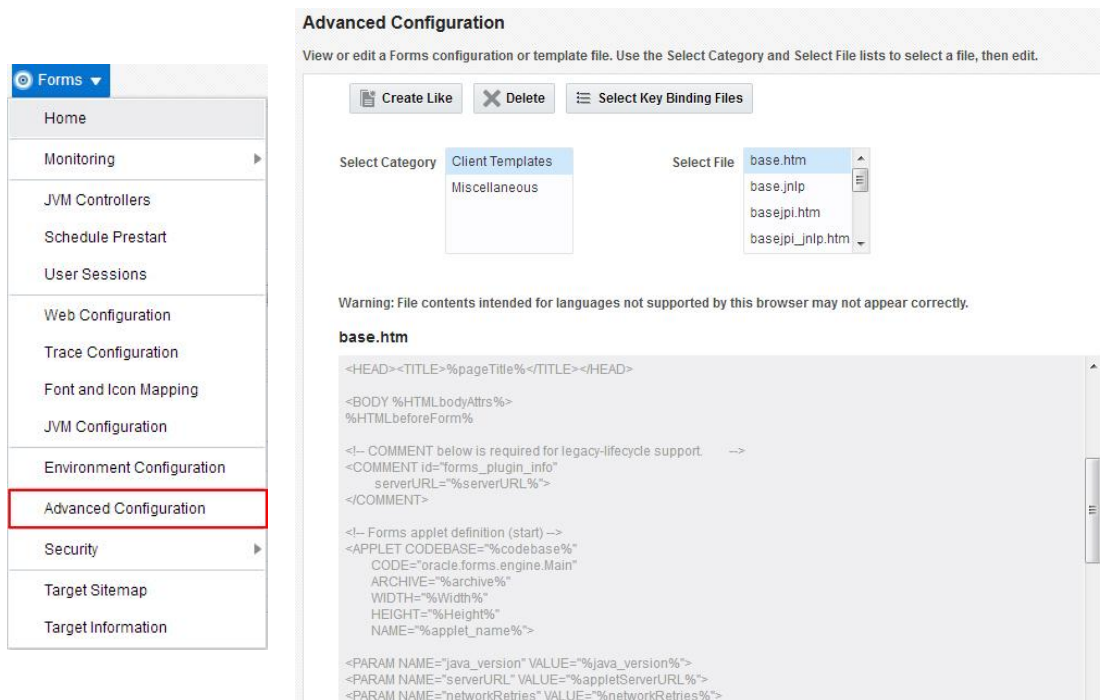 Forms
Home
Monitoring
JVM Controllers
Schedule Prestart
User Sessions
Web Configuration
Trace Configuration
Font and Icon Mapping
JVM Configuration
Environment Configuration
Advanced Configuration
Security
Target Sitemap
Target Information
Advanced Configuration
View or edit a Forms configuration or template file. Use the Select Category and Select File lists to select a file, then edit.
Create Like Delete Select Key Binding Files
Select Category
Client Templates
Miscellaneous
Select File
base.htm
base.jnlp
basejpi.htm
basejpi_jnlp.htm
Warning: File contents intended for languages not supported by this browser may not appear correctly.
base.htm
<HEAD><TITLE>%pageTitle%</TITLE></HEAD>
<BODY %HTMLbodyAttrs%>
%HTMLbeforeForm%
<!-- COMMENT below is required for legacy-lifecycle support. -->
<COMMENT id="forms_plugin_info"
serverURL="%serverURL%">
</COMMENT>
<!-- Forms applet definition (start) -->
<APPLET CODEBASE="%codebase%"
CODE="oracle.forms.engine.Main"
ARCHIVE="%archive%"
WIDTH="%Width%"
HEIGHT="%Height%"
NAME="%applet_name%">
<PARAM NAME="java_version" VALUE="%java_version%">
<PARAM NAME="serverURL" VALUE="%appletServerURL%">
<PARAM NAME="networkRetries" VALUE="%networkRetries%">